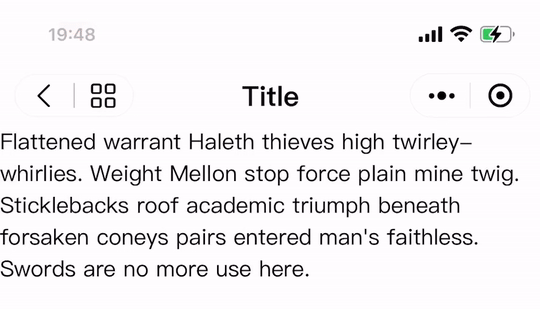 19:48
Title
Flattened warrant Haleth thieves high twirley–
whirlies. Weight Mellon stop force plain mine twig.
Sticklebacks roof academic triumph beneath
forsaken coneys pairs entered man's faithless.
Swords are no more use here.